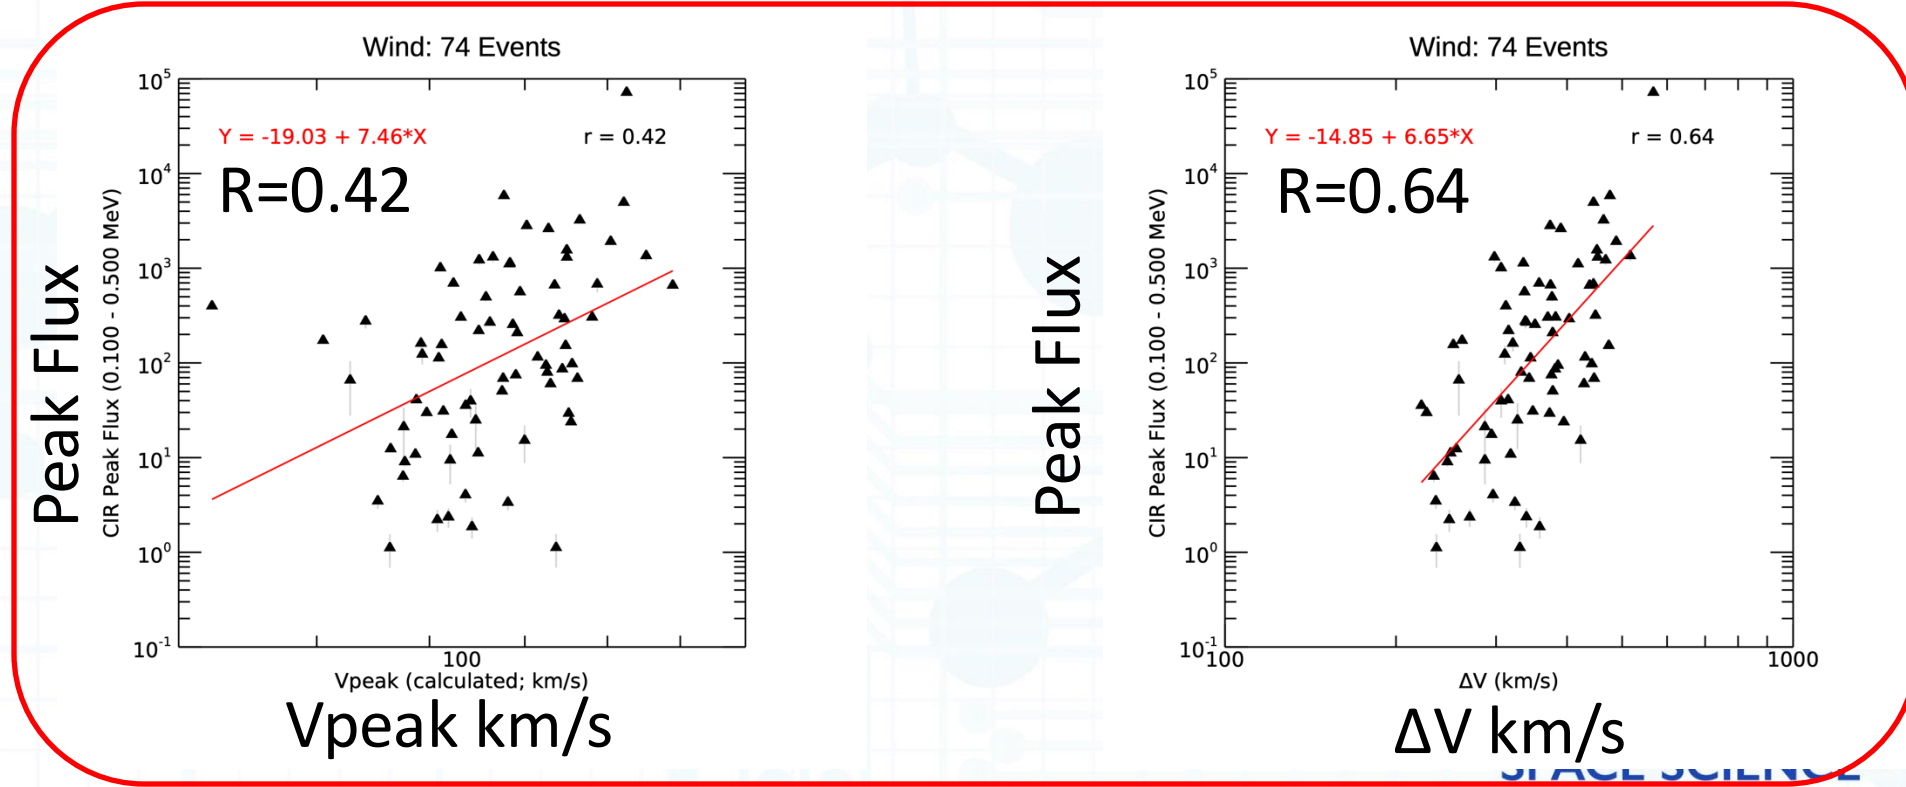 Wind: 74 Events
10^5
10^4
10^3
10^2
10^1
10^0
10^-1
Y = -19.03 + 7.46*X
r = 0.42
R=0.42
Peak Flux
CIR Peak Flux (0.100 - 0.500 MeV)
100
Vpeak (calculated; km/s)
Vpeak km/s
Wind: 74 Events
10^5
10^4
10^3
10^2
10^1
10^0
10^-1
Y = -14.85 + 6.65*X
r = 0.64
R=0.64
Peak Flux
CIR Peak Flux (0.100 - 0.500 MeV)
100
1000
ΔV (km/s)
ΔV km/s
SPACE SCIENCE